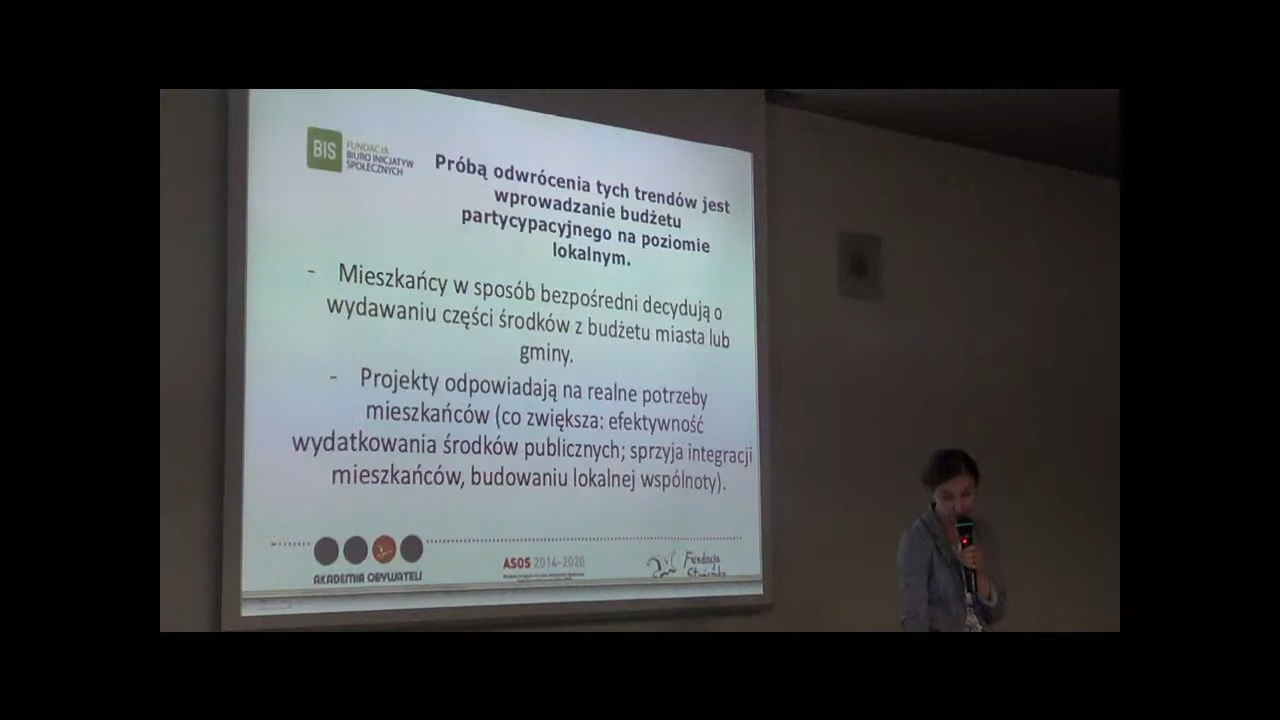 BIS
FUNDACJA
BIURO INICJATYW
SPOŁECZNYCH
Próbą odwrócenia tych trendów jest
wprowadzanie budżetu
partycypacyjnego na poziomie
lokalnym.
- Mieszkańcy w sposób bezpośredni decydują o
wydawaniu części środków z budżetu miasta lub
gminy.
- Projekty odpowiadają na realne potrzeby
mieszkańców (co zwiększa: efektywność
wydatkowania środków publicznych; sprzyja integracji
mieszkańców, budowaniu lokalnej wspólnoty).
AKADEMIA OBYWATELI
ASOS 2014-2020
Fundacja